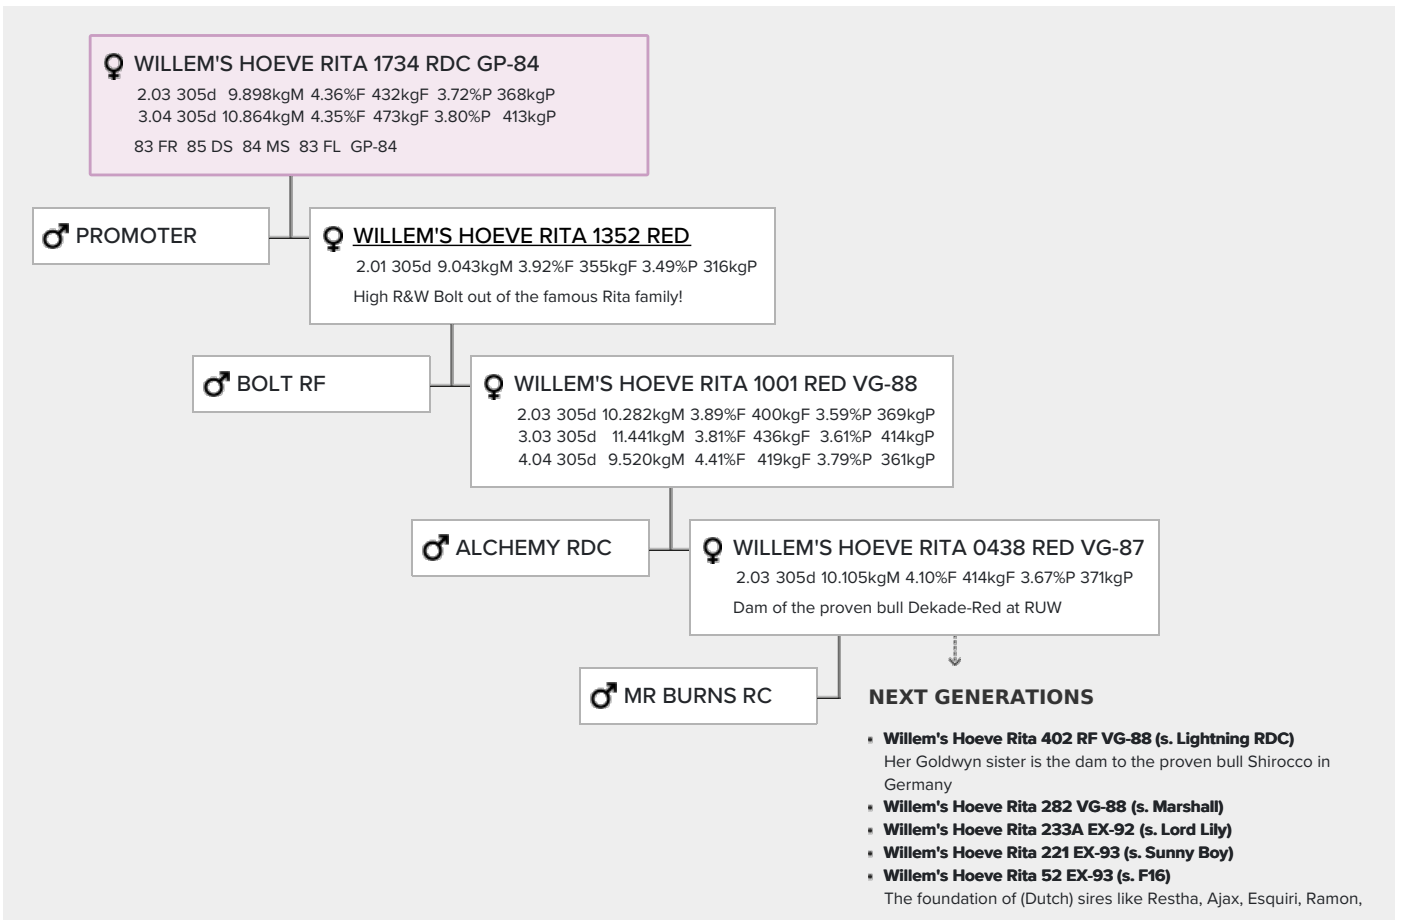 WILLEM'S HOEVE RITA 1734 RDC GP-84
2.03 305d 9.898kgM 4.36%F 432kgF 3.72%P 368kgP
3.04 305d 10.864kgM 4.35%F 473kgF 3.80%P 413kgP
83 FR 85 DS 84 MS 83 FL GP-84
PROMOTER
WILLEM'S HOEVE RITA 1352 RED
2.01 305d 9.043kgM 3.92%F 355kgF 3.49%P 316kgP
High R&W Bolt out of the famous Rita family!
BOLT RF
WILLEM'S HOEVE RITA 1001 RED VG-88
2.03 305d 10.282kgM 3.89%F 400kgF 3.59%P 369kgP
3.03 305d 11.441kgM 3.81%F 436kgF 3.61%P 414kgP
4.04 305d 9.520kgM 4.41%F 419kgF 3.79%P 361kgP
ALCHEMY RDC
WILLEM'S HOEVE RITA 0438 RED VG-87
2.03 305d 10.105kgM 4.10%F 414kgF 3.67%P 371kgP
Dam of the proven bull Dekade-Red at RUW
MR BURNS RC
NEXT GENERATIONS
Willem's Hoeve Rita 402 RF VG-88 (s. Lightning RDC)
Her Goldwyn sister is the dam to the proven bull Shirocco in
Germany
Willem's Hoeve Rita 282 VG-88 (s. Marshall)
Willem's Hoeve Rita 233A EX-92 (s. Lord Lily)
Willem's Hoeve Rita 221 EX-93 (s. Sunny Boy)
Willem's Hoeve Rita 52 EX-93 (s. F16)
The foundation of (Dutch) sires like Restha, Ajax, Esquiri, Ramon,